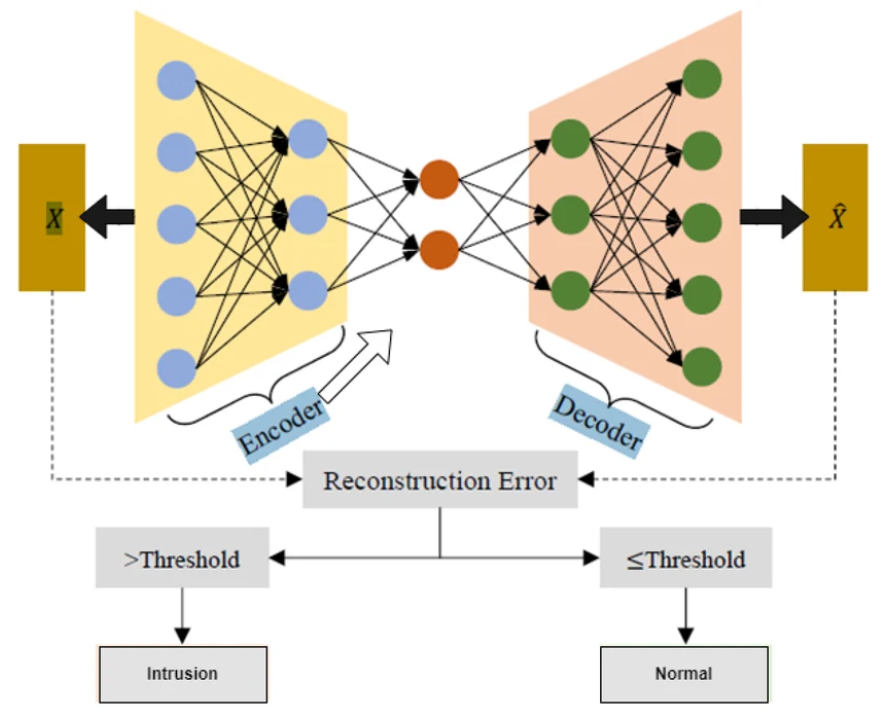 X
X̂
Encoder
Decoder
Reconstruction Error
>Threshold
≤Threshold
Intrusion
Normal